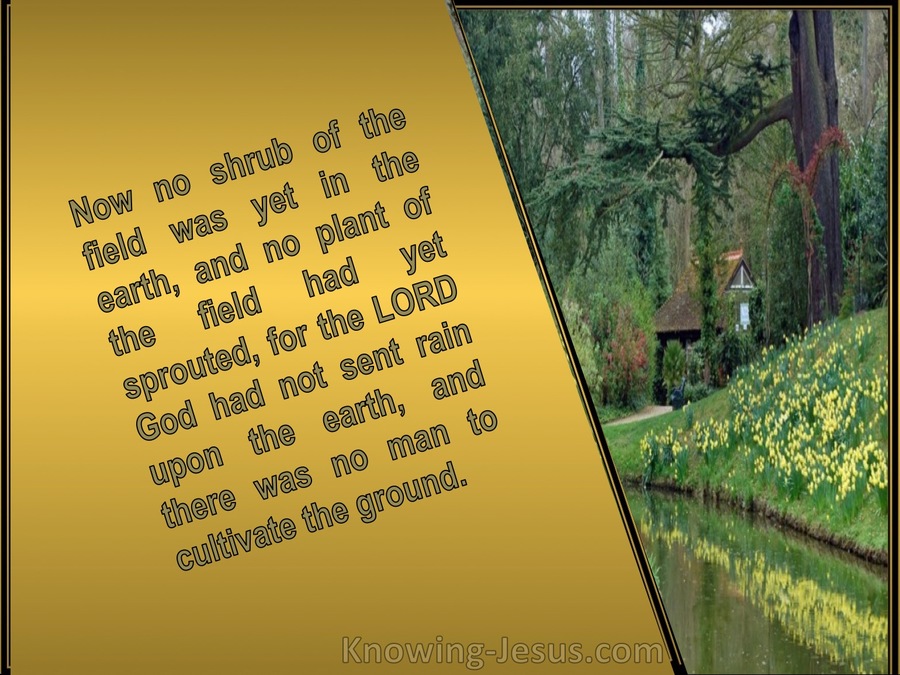 Now no shrub of the
field was yet in the
earth, and no plant of
the field had yet
sprouted, for the LORD
God had not sent rain
upon the earth, and
there was no man to
cultivate the ground.
Knowing-Jesus.com